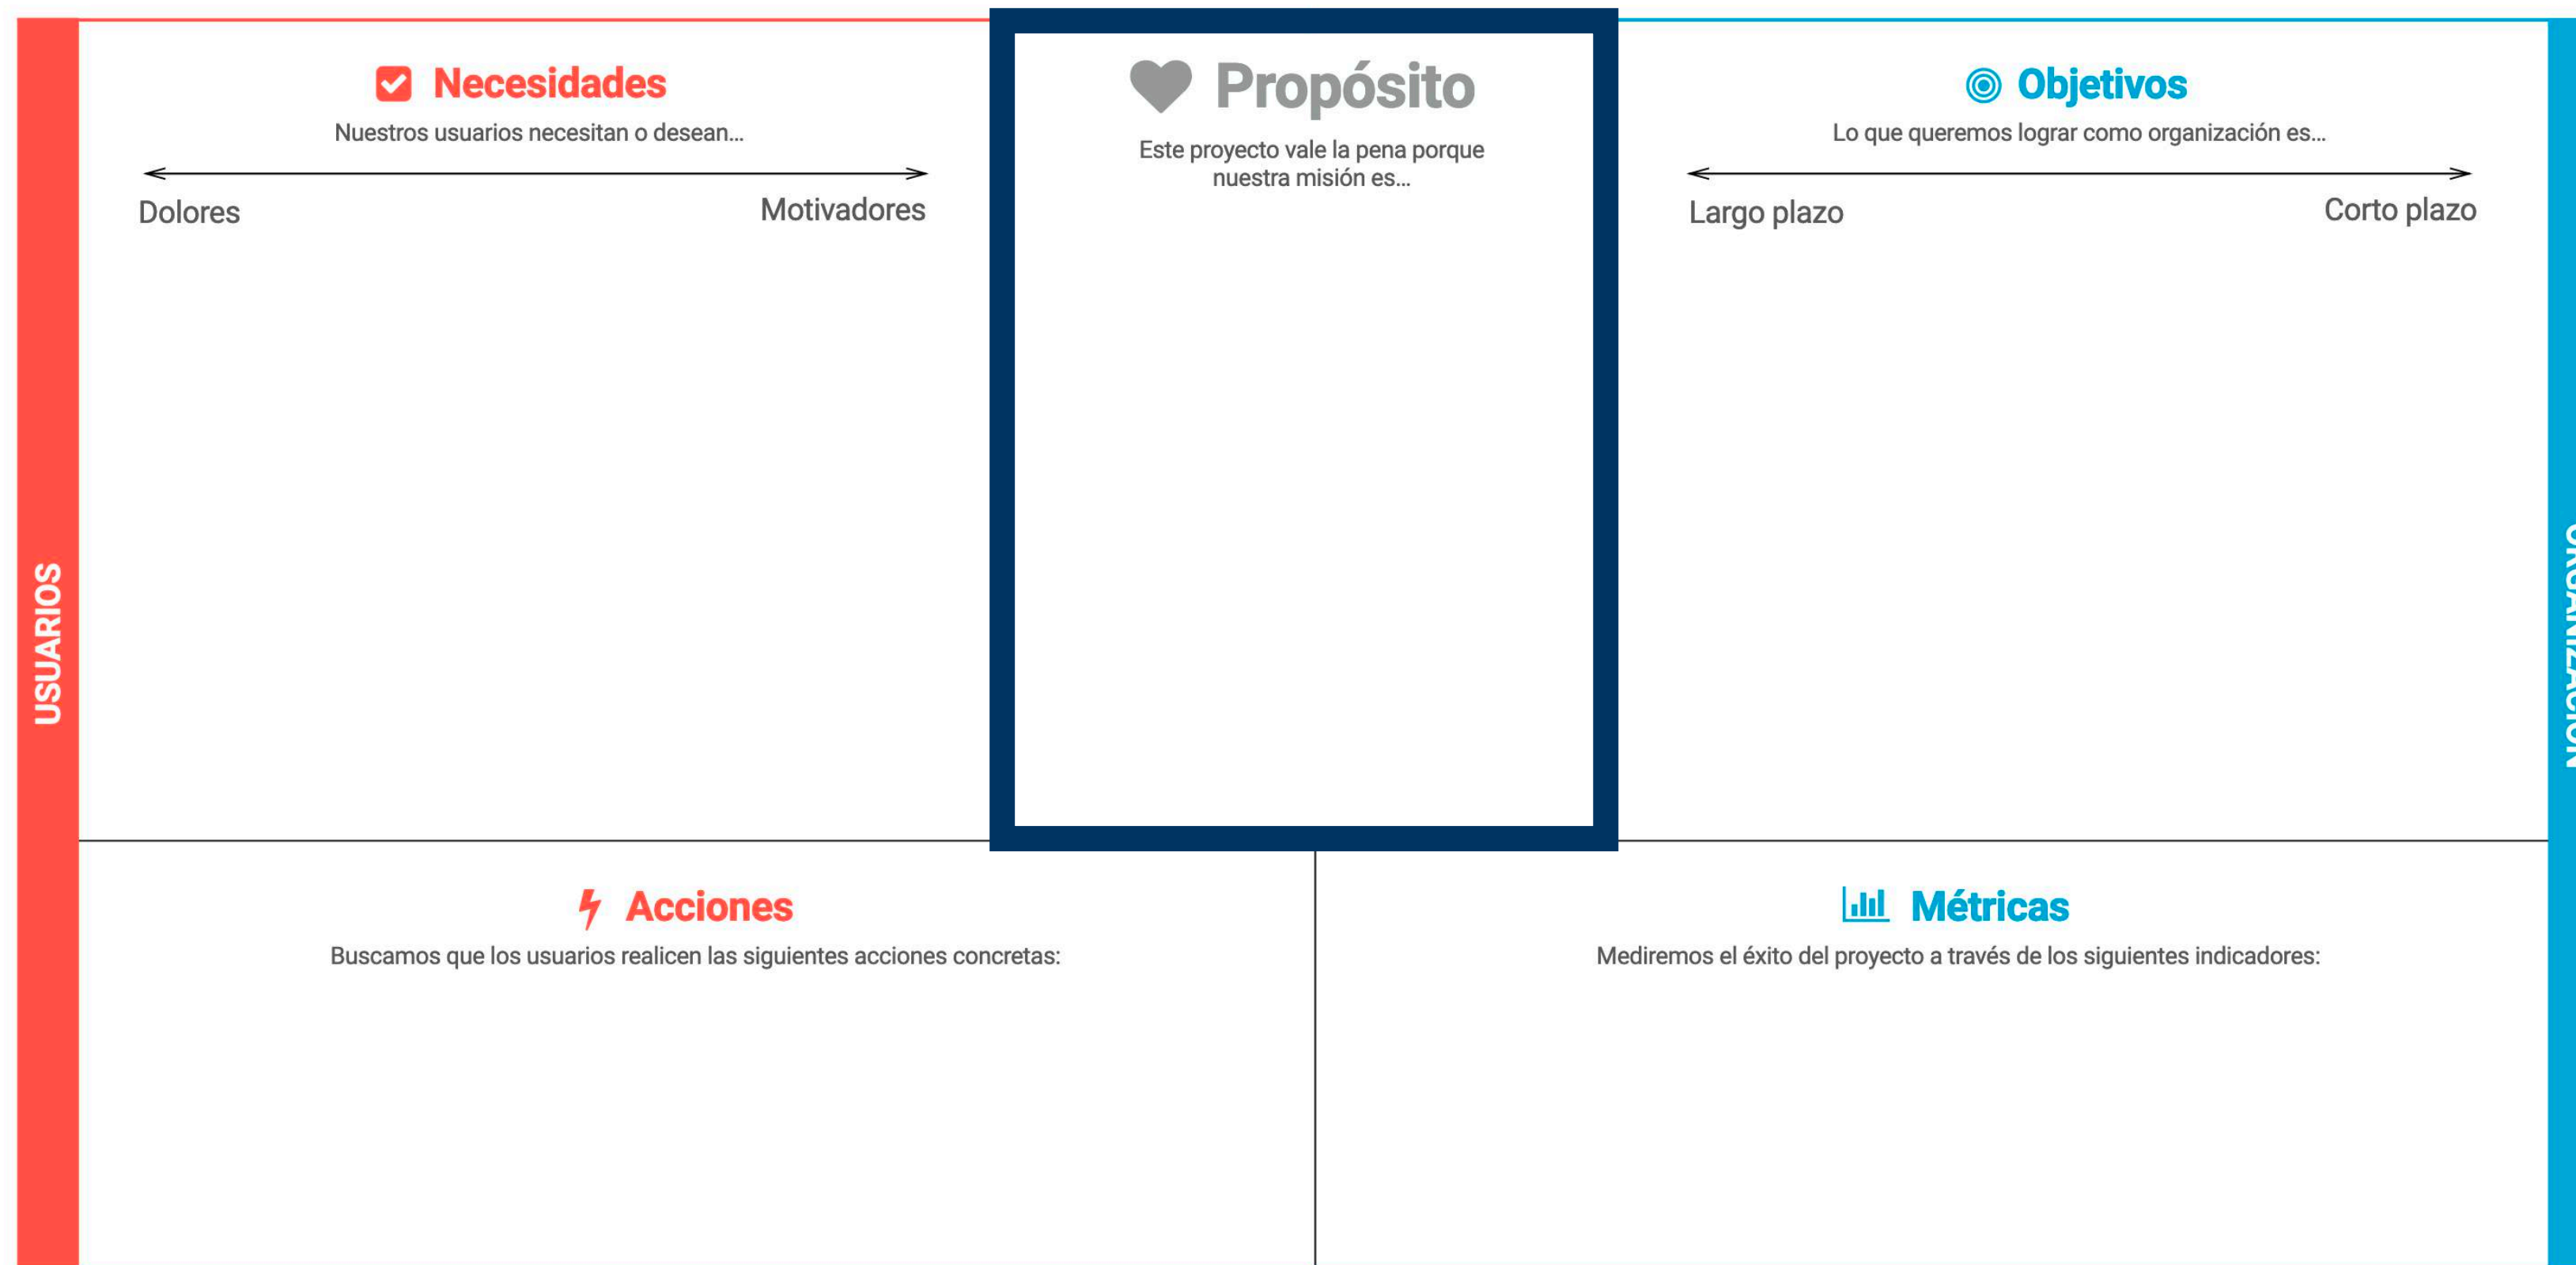 USUARIOS
Necesidades
Nuestros usuarios necesitan o desean...
Dolores
Motivadores
Propósito
Este proyecto vale la pena porque
nuestra misión es...
Objetivos
Lo que queremos lograr como organización es...
Largo plazo
Corto plazo
ORGANIZACIÓN
Acciones
Buscamos que los usuarios realicen las siguientes acciones concretas:
Métricas
Mediremos el éxito del proyecto a través de los siguientes indicadores: